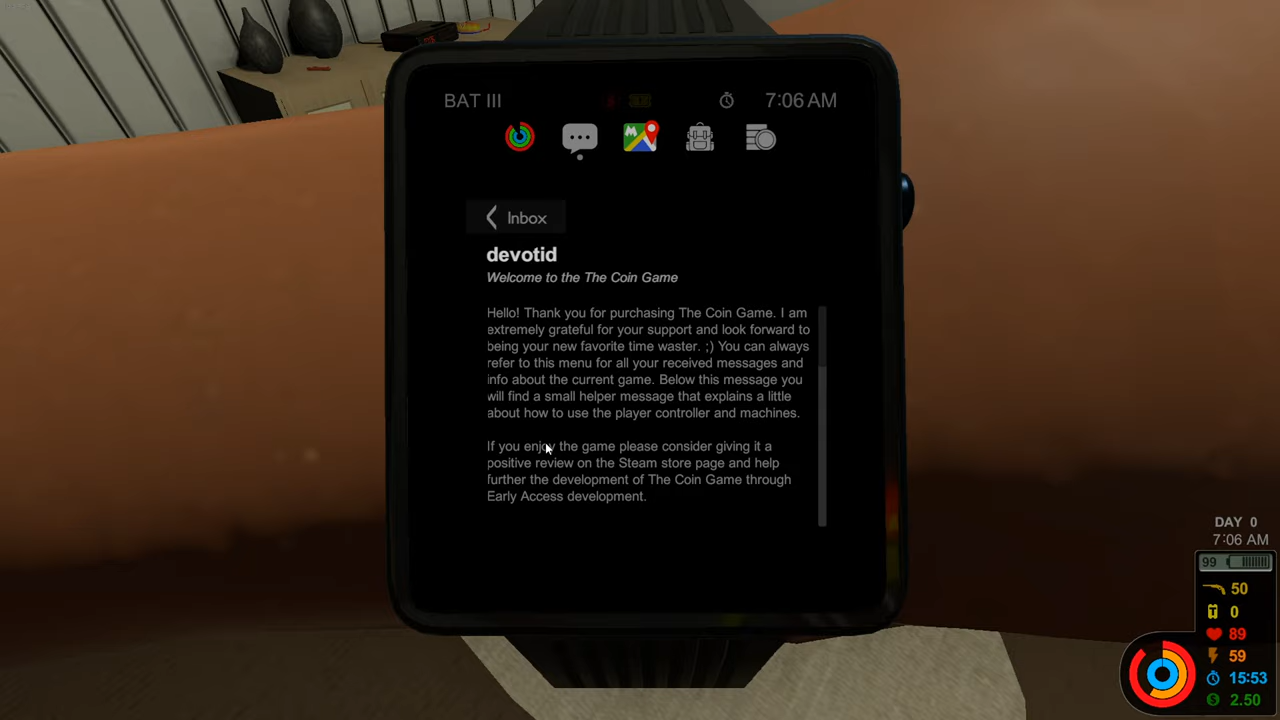 BAT III
7:06 AM
Inbox
devotid
Welcome to the The Coin Game
Hello! Thank you for purchasing The Coin Game. I am
extremely grateful for your support and look forward to
being your new favorite time waster. ;) You can always
refer to this menu for all your received messages and
info about the current game. Below this message you
will find a small helper message that explains a little
about how to use the player controller and machines.
If you enjoy the game please consider giving it a
positive review on the Steam store page and help
further the development of The Coin Game through
Early Access development.
DAY 0
7:06 AM
99
50
0
89
59
15:53
2.50